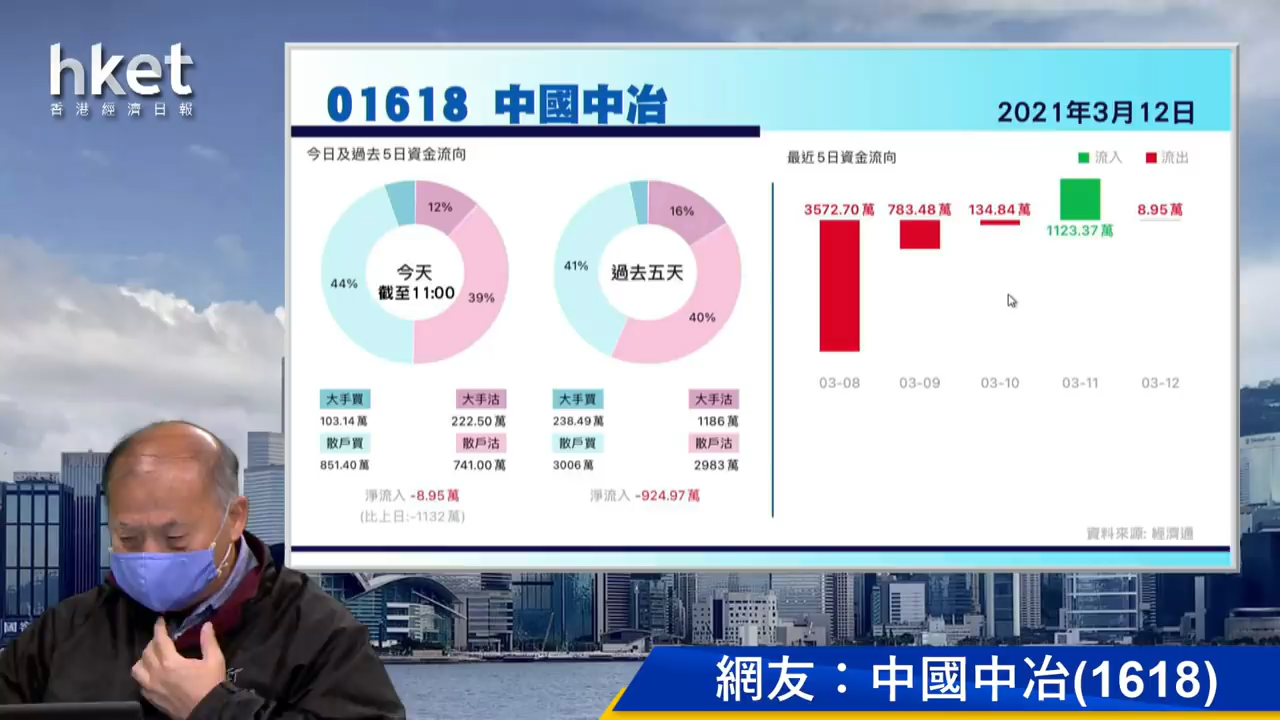 hket
香港經濟日報
01618 中國中冶
2021年3月12日
今日及過去5日資金流向
12%
39%
44%
今天
截至11:00
16%
40%
41%
過去五天
大手買
大手沽
103.14萬
222.50萬
散戶買
散戶沽
851.40萬
741.00萬
淨流入 -8.95萬
(比上日:-1132萬)
大手買
大手沽
238.49萬
1186萬
散戶買
散戶沽
3006萬
2983萬
淨流入 -924.97萬
最近5日資金流向
流入
流出
3572.70萬
783.48萬
134.84萬
1123.37萬
8.95萬
03-08
03-09
03-10
03-11
03-12
資料來源: 經濟通
網友：中國中冶(1618)